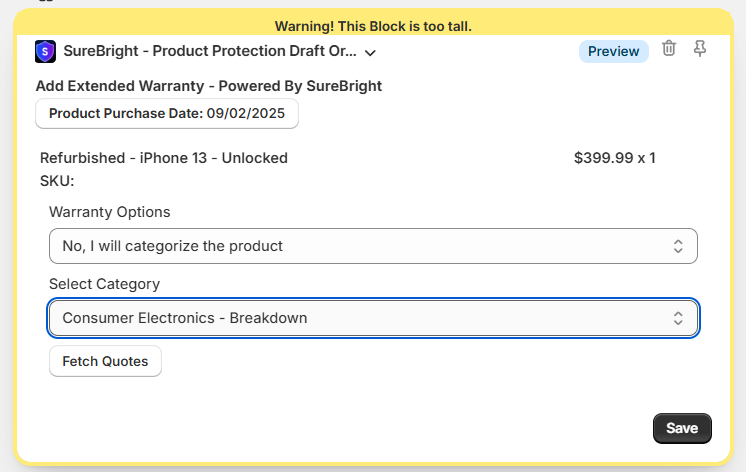 Warning! This Block is too tall.
SureBright - Product Protection Draft Or...
Preview
Add Extended Warranty - Powered By SureBright
Product Purchase Date: 09/02/2025
Refurbished - iPhone 13 - Unlocked $399.99 x 1
SKU:
Warranty Options
No, I will categorize the product
Select Category
Consumer Electronics - Breakdown
Fetch Quotes
Save